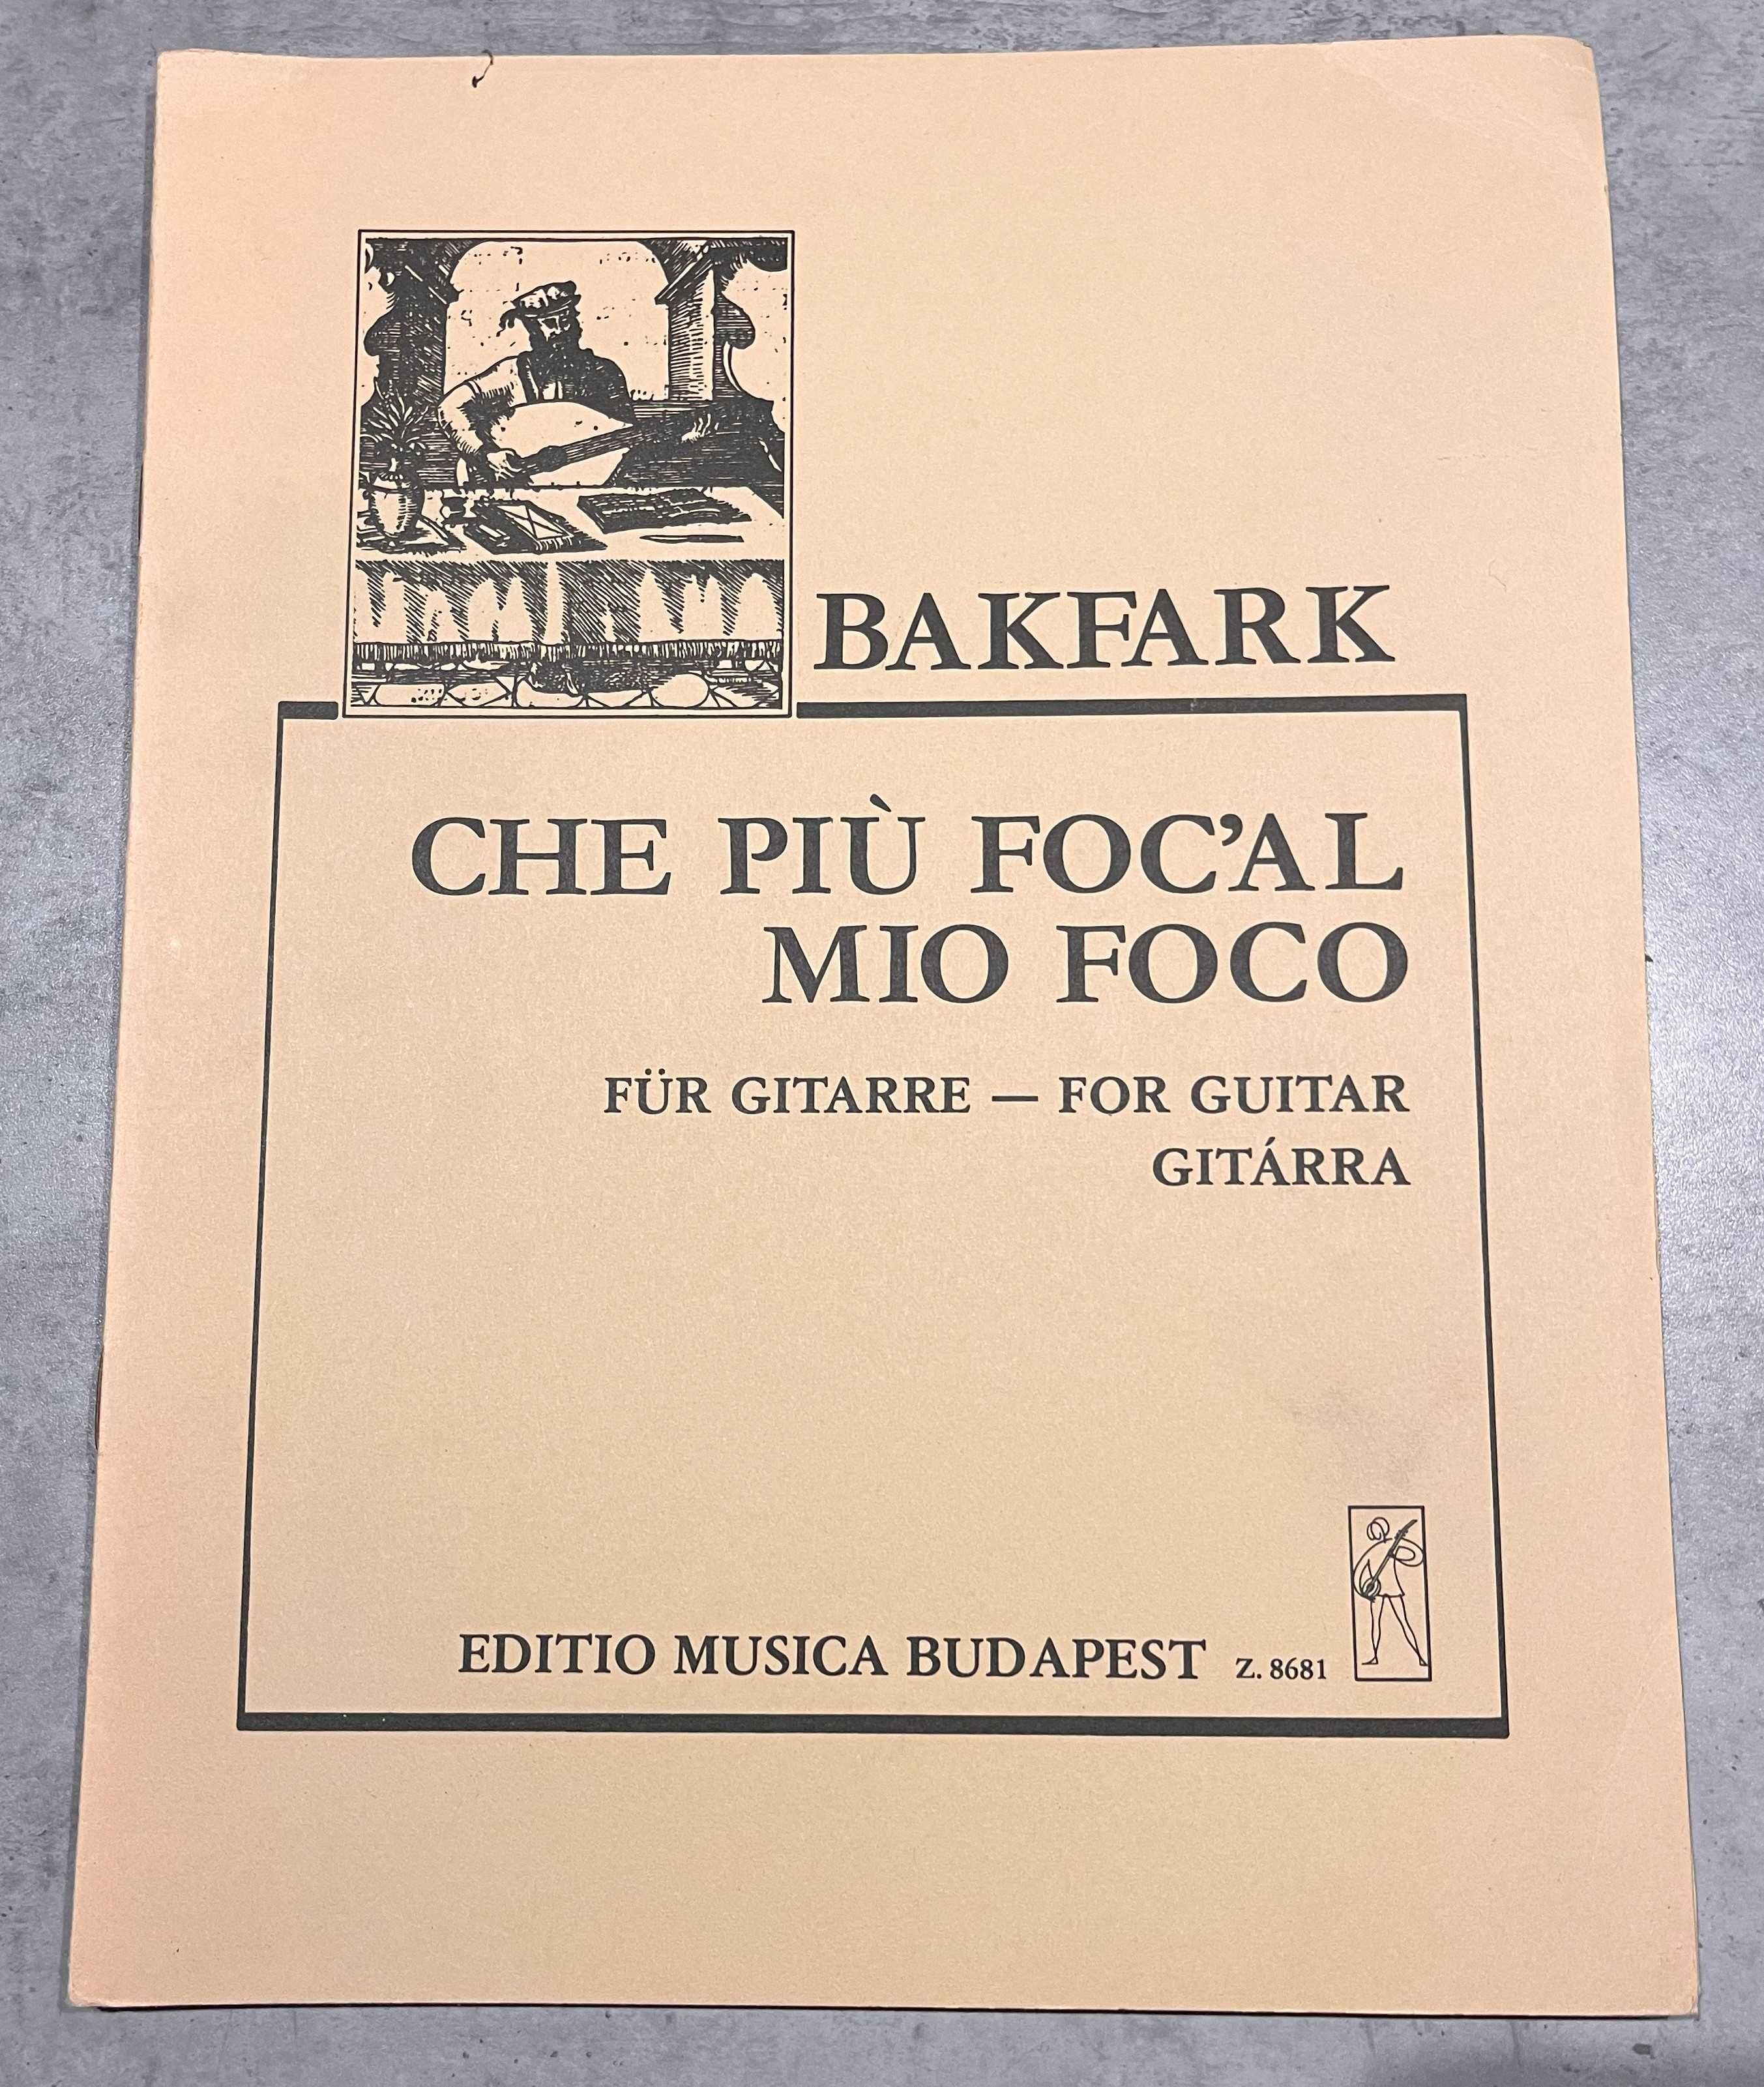 BAKFARK
CHE PIÙ FOC'AL
MIO FOCO
FÜR GITARRE — FOR GUITAR
GITÁRRA
EDITIO MUSICA BUDAPEST Z. 8681